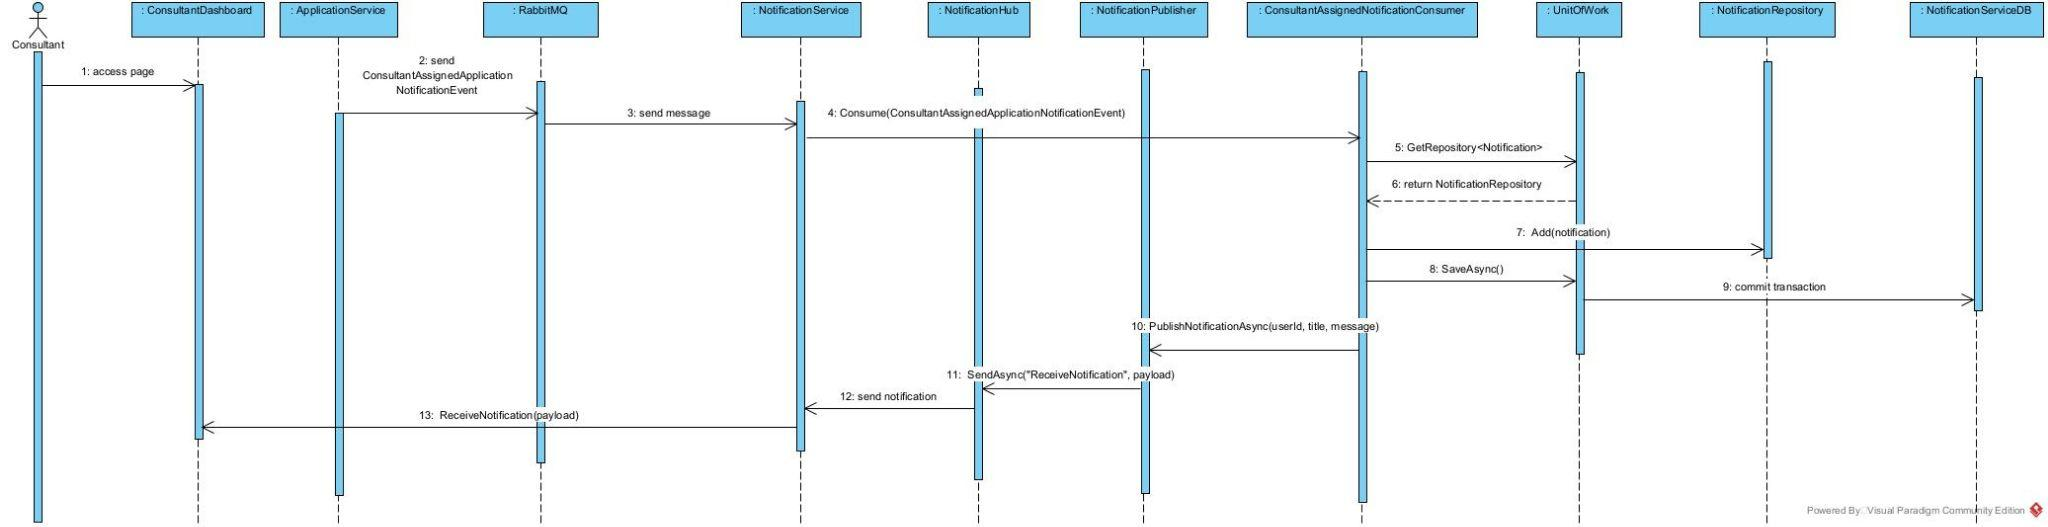 : ConsultantDashboard
: ApplicationService
: RabbitMQ
: NotificationService
: NotificationHub
: NotificationPublisher
: ConsultantAssignedNotificationConsumer
: UnitOfWork
: NotificationRepository
: NotificationServiceDB
Consultant
1: access page
2: send
ConsultantAssignedApplication
NotificationEvent
3: send message
4: Consume(ConsultantAssignedApplicationNotificationEvent)
5: GetRepository<Notification>
6: return NotificationRepository
7: Add(notification)
8: SaveAsync()
9: commit transaction
10: PublishNotificationAsync(userId, title, message)
11: SendAsync("ReceiveNotification", payload)
12: send notification
13: ReceiveNotification(payload)
Powered By Visual Paradigm Community Edition